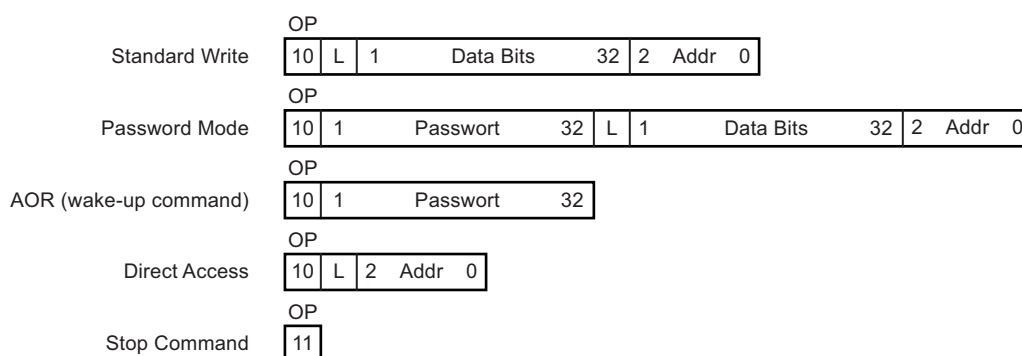 OP
Standard Write 10 L 1 Data Bits 32 2 Addr 0
OP
Password Mode 10 1 Passwort 32 L 1 Data Bits 32 2 Addr 0
OP
AOR (wake-up command) 10 1 Passwort 32
OP
Direct Access 10 L 2 Addr 0
OP
Stop Command 11